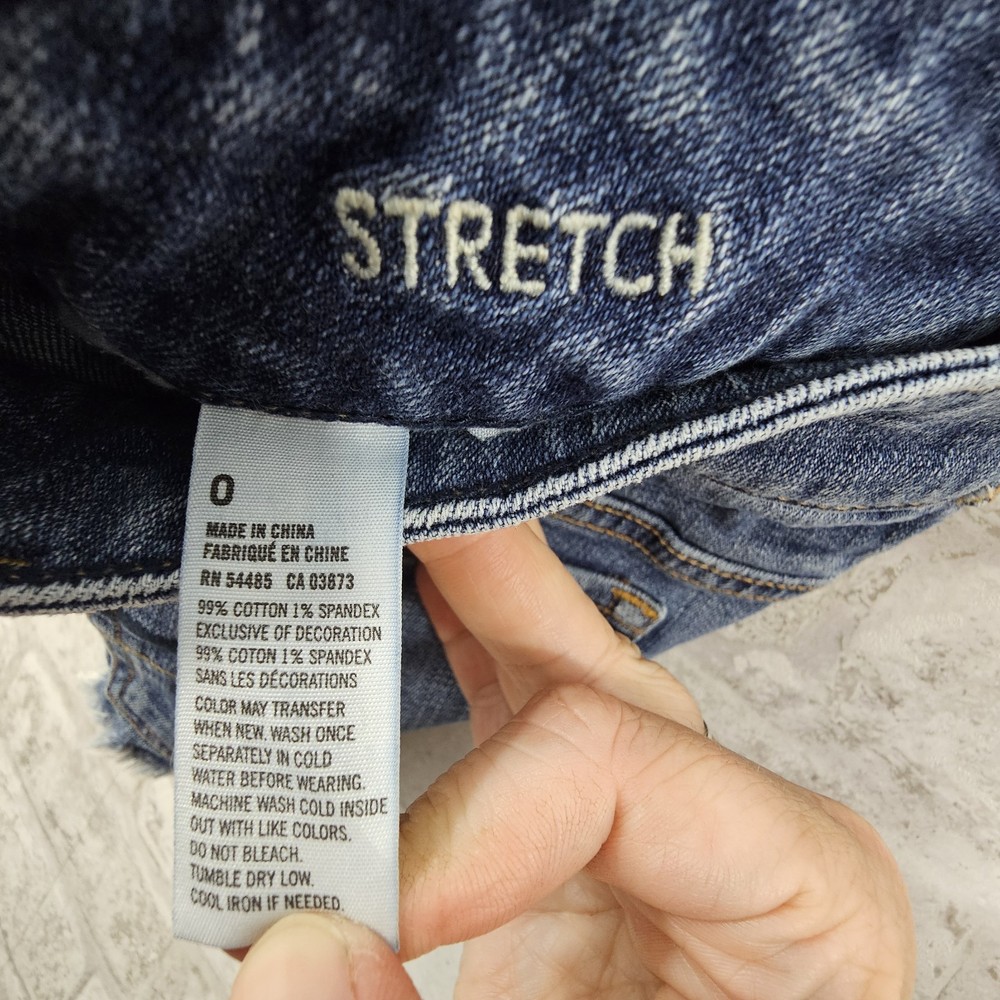 STRETCH
0
MADE IN CHINA
FABRIQUÉ EN CHINE
RN 54485 CA 03673
99% COTTON 1% SPANDEX
EXCLUSIVE OF DECORATION
99% COTTON 1% SPANDEX
SANS LES DÉCORATIONS
COLOR MAY TRANSFER
WHEN NEW. WASH ONCE
SEPARATELY IN COLD
WATER BEFORE WEARING.
MACHINE WASH COLD INSIDE
OUT WITH LIKE COLORS.
DO NOT BLEACH.
TUMBLE DRY LOW.
COOL IRON IF NEEDED.